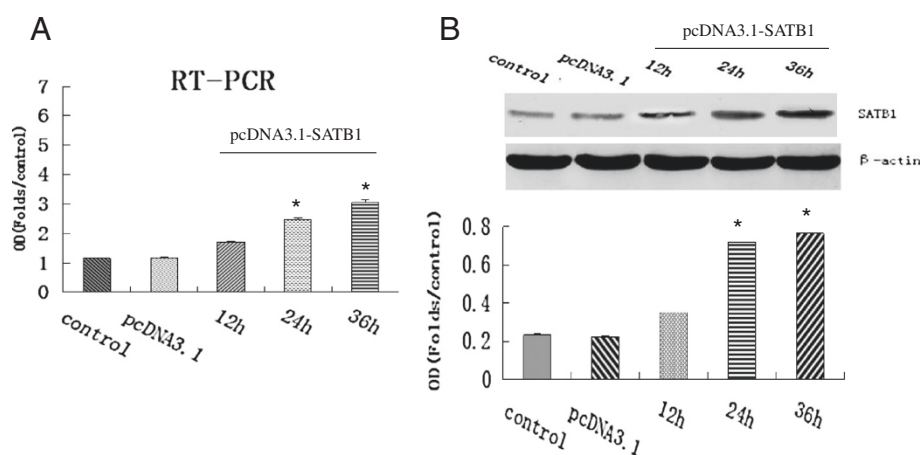 A
RT-PCR
pcDNA3.1-SATB1
OD(Folds/control)
7
6
5
4
3
2
1
0
* *
control pcDNA3.1 12h 24h 36h
B
pcDNA3.1-SATB1
control pcDNA3.1 12h 24h 36h
SATB1
β-actin
OD(Folds/control)
0.8
0.6
0.4
0.2
0
* *
control pcDNA3.1 12h 24h 36h